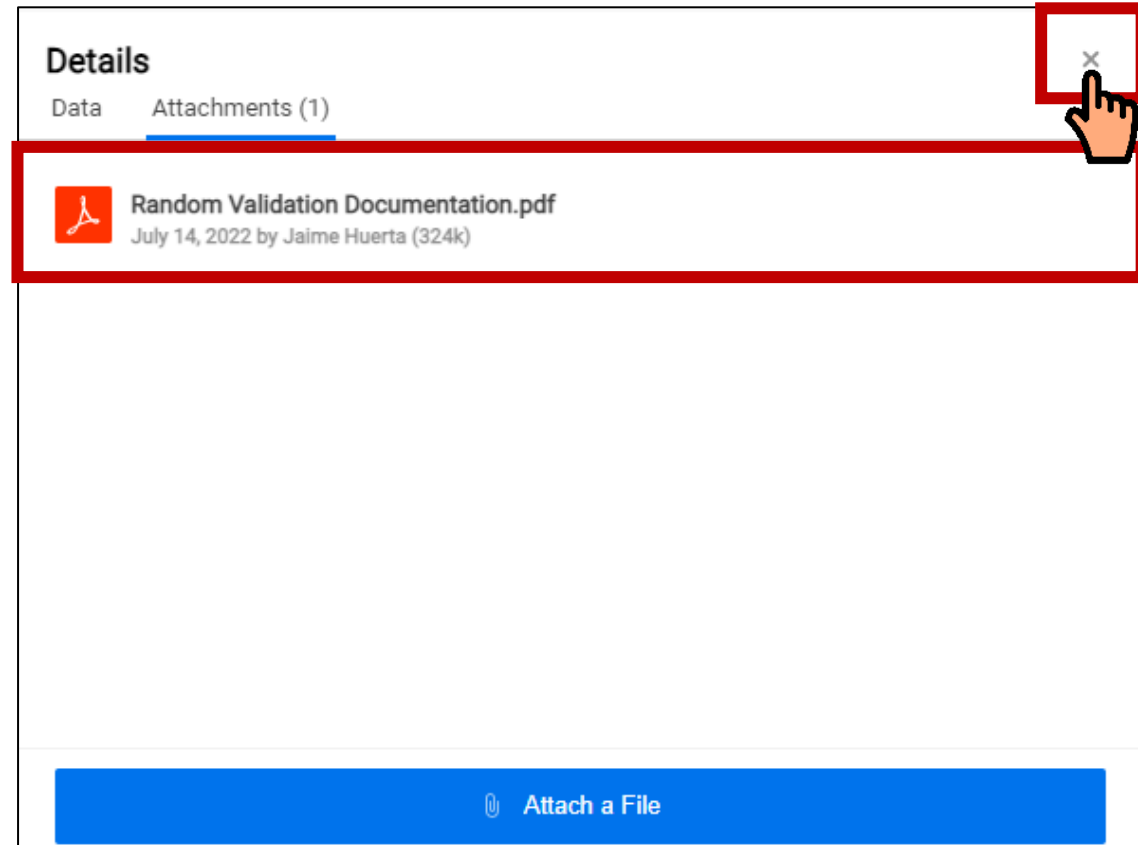 Details
×
Data Attachments (1)
Random Validation Documentation.pdf
July 14, 2022 by Jaime Huerta (324k)
Attach a File